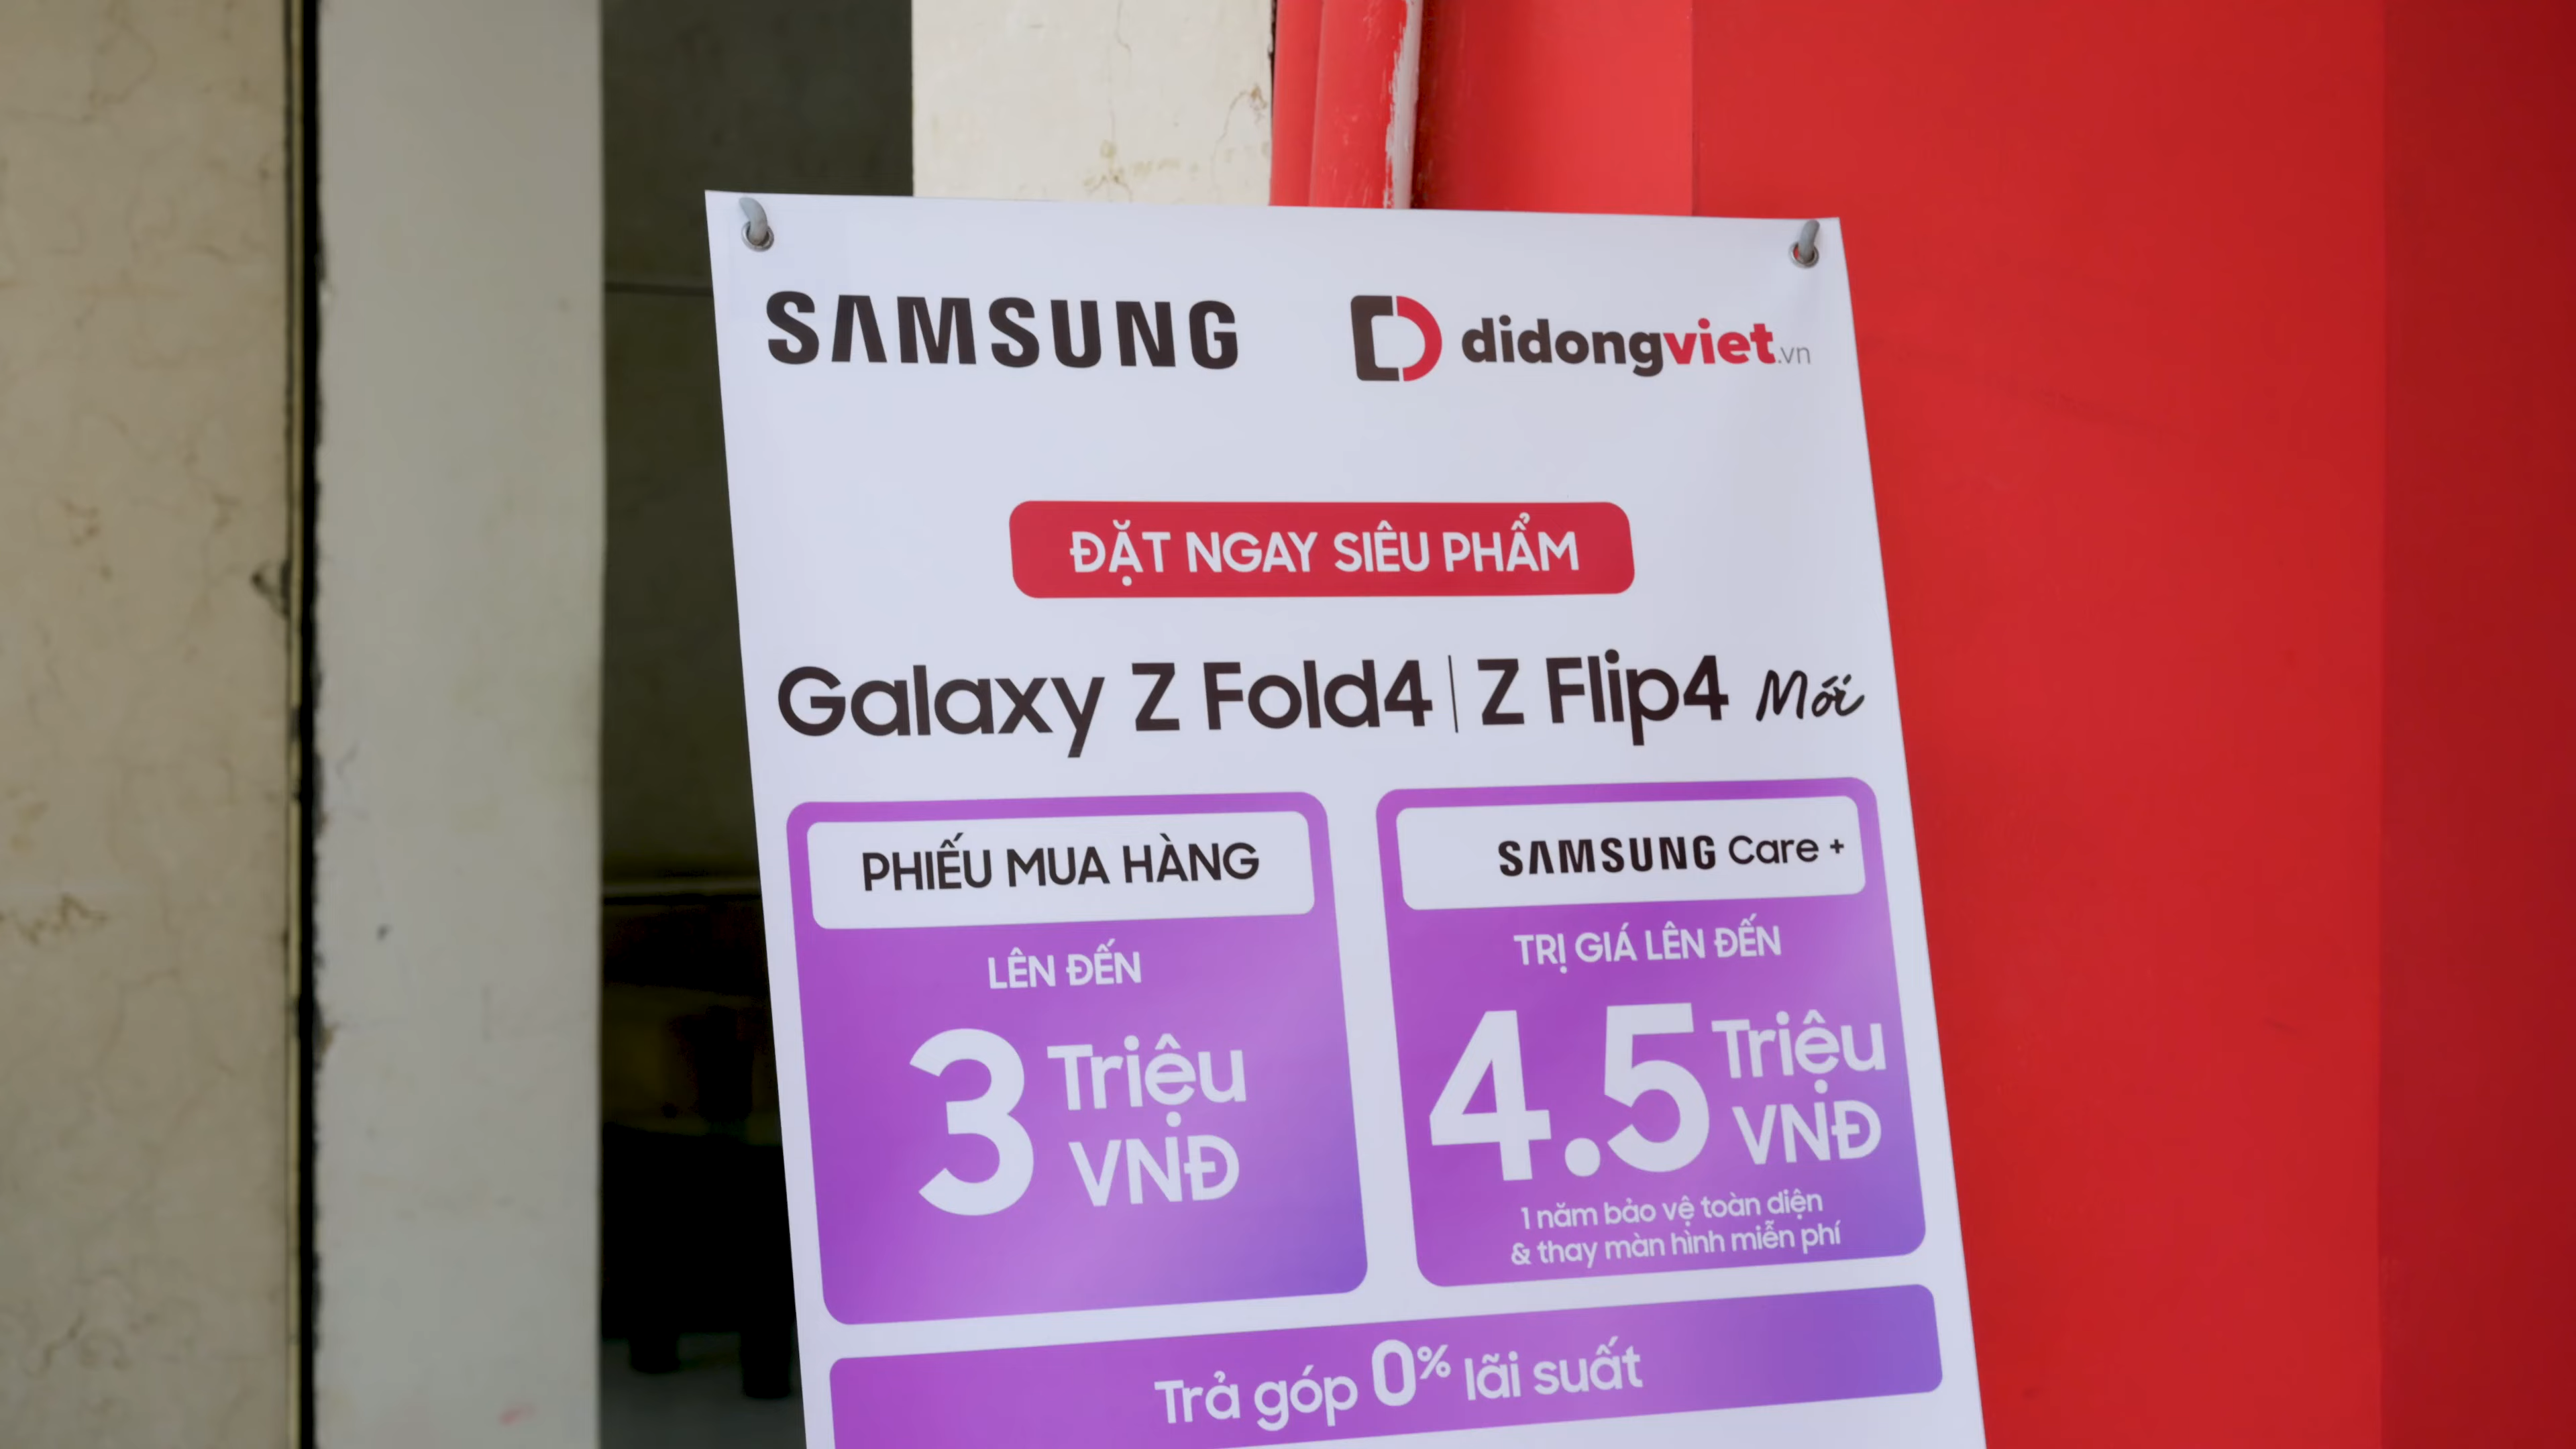 SAMSUNG
didongviet.vn
ĐẶT NGAY SIÊU PHẨM
Galaxy Z Fold4 | Z Flip4 Mới
PHIẾU MUA HÀNG
LÊN ĐẾN
3 Triệu
VNĐ
SAMSUNG Care +
TRỊ GIÁ LÊN ĐẾN
4.5 Triệu
VNĐ
1 năm bảo vệ toàn diện
& thay màn hình miễn phí
Trả góp 0% lãi suất